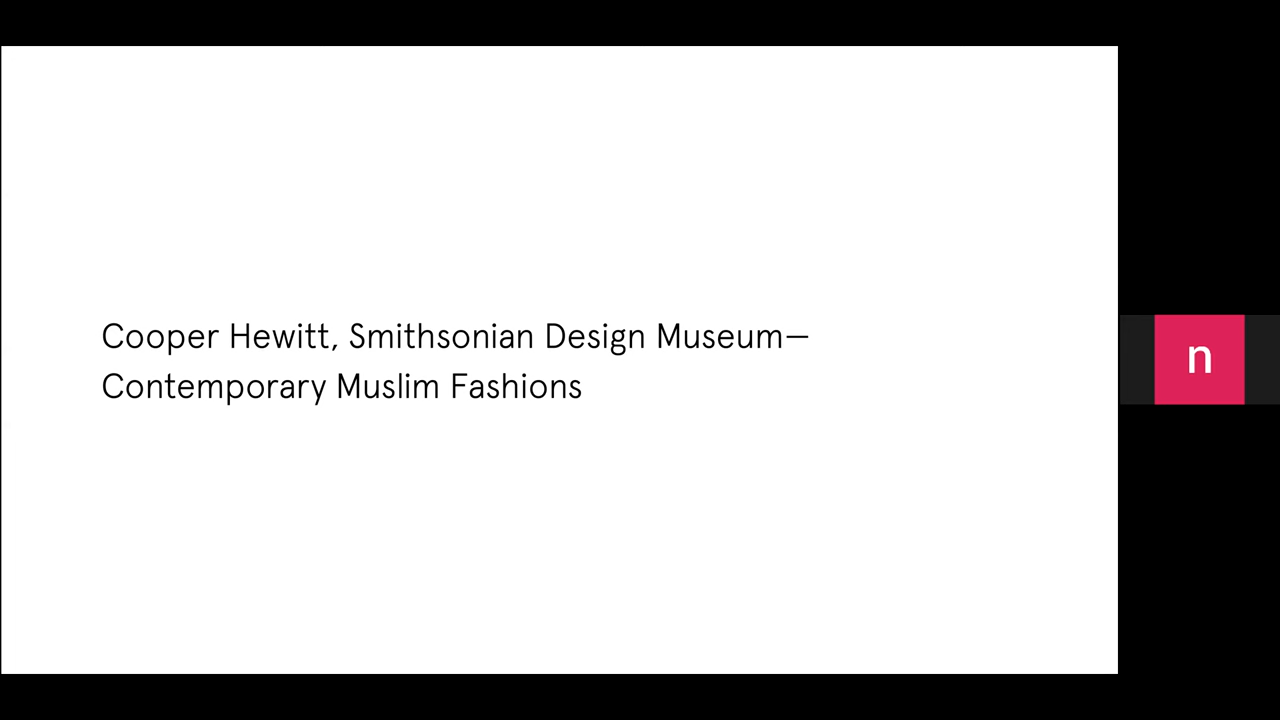 Cooper Hewitt, Smithsonian Design Museum—
Contemporary Muslim Fashions
n